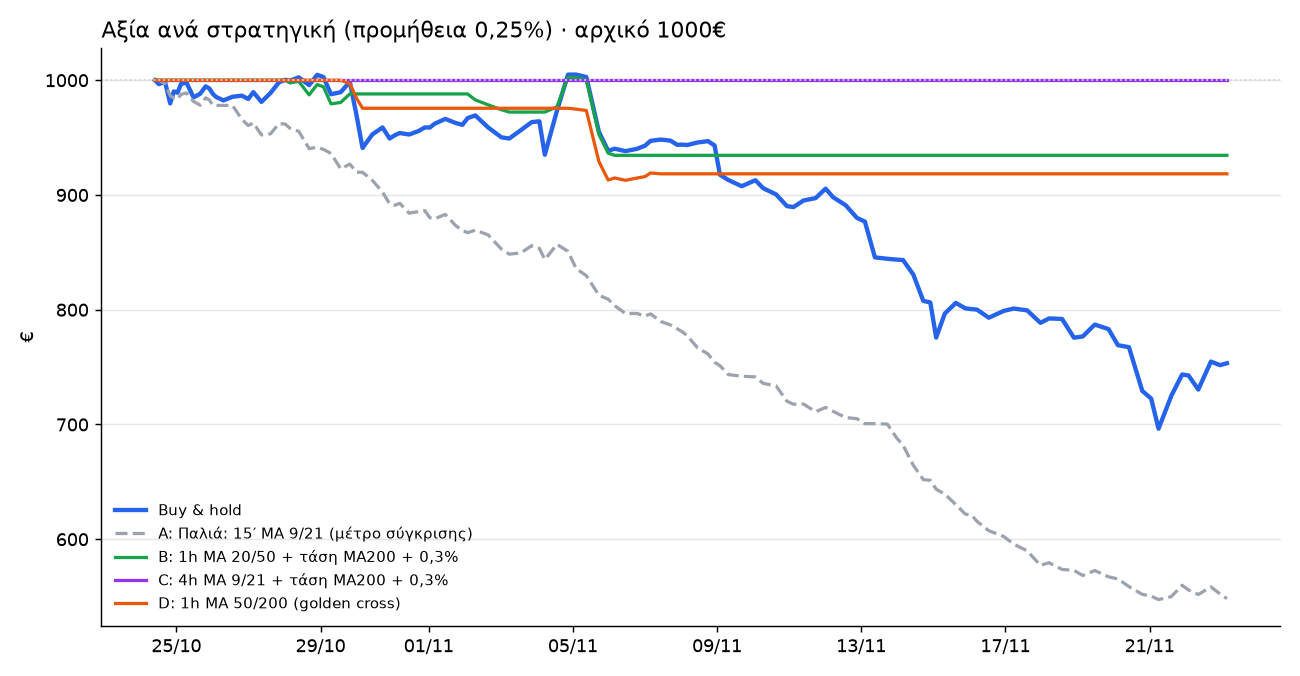 Αξία ανά στρατηγική (προμήθεια 0,25%) · αρχικό 1000€
1000
900
800
700
600
€
Buy & hold
A: Παλιά: 15′ MA 9/21 (μέτρο σύγκρισης)
B: 1h MA 20/50 + τάση MA200 + 0,3%
C: 4h MA 9/21 + τάση MA200 + 0,3%
D: 1h MA 50/200 (golden cross)
25/10 29/10 01/11 05/11 09/11 13/11 17/11 21/11